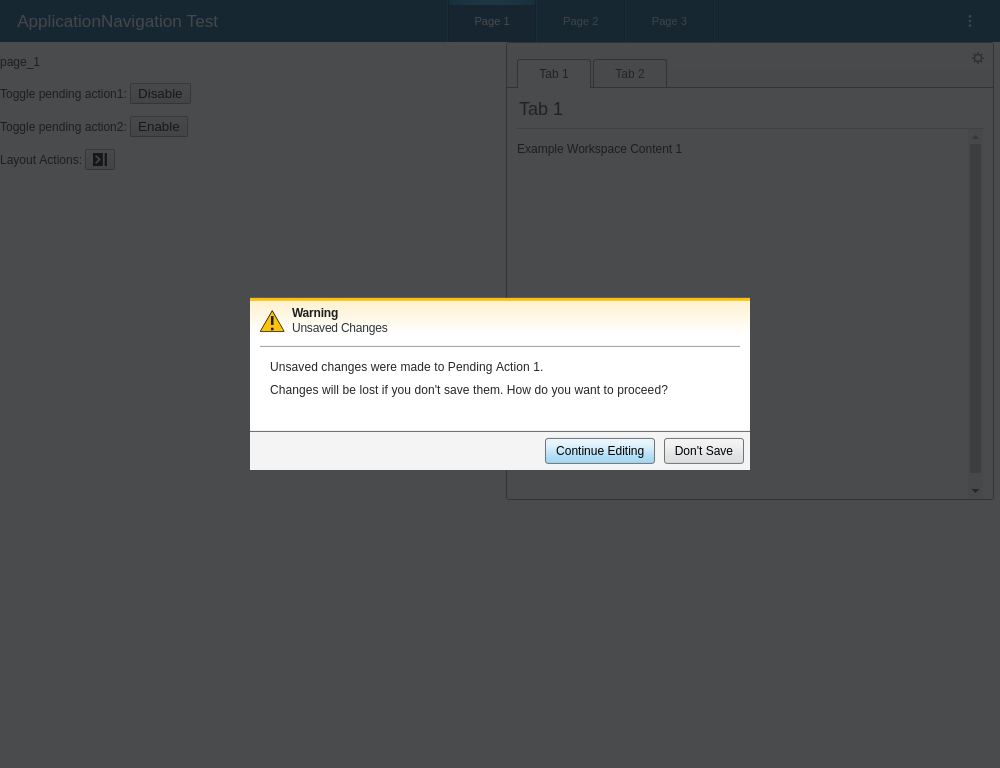 ApplicationNavigation Test
Page 1
Page 2
Page 3
page_1
Toggle pending action1: Disable
Toggle pending action2: Enable
Layout Actions:
Tab 1
Tab 2
Tab 1
Example Workspace Content 1
Warning
Unsaved Changes
Unsaved changes were made to Pending Action 1.
Changes will be lost if you don't save them. How do you want to proceed?
Continue Editing
Don't Save